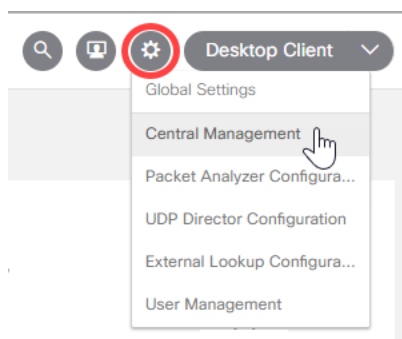 Desktop Client
Global Settings
Central Management
Packet Analyzer Configura...
UDP Director Configuration
External Lookup Configura...
User Management